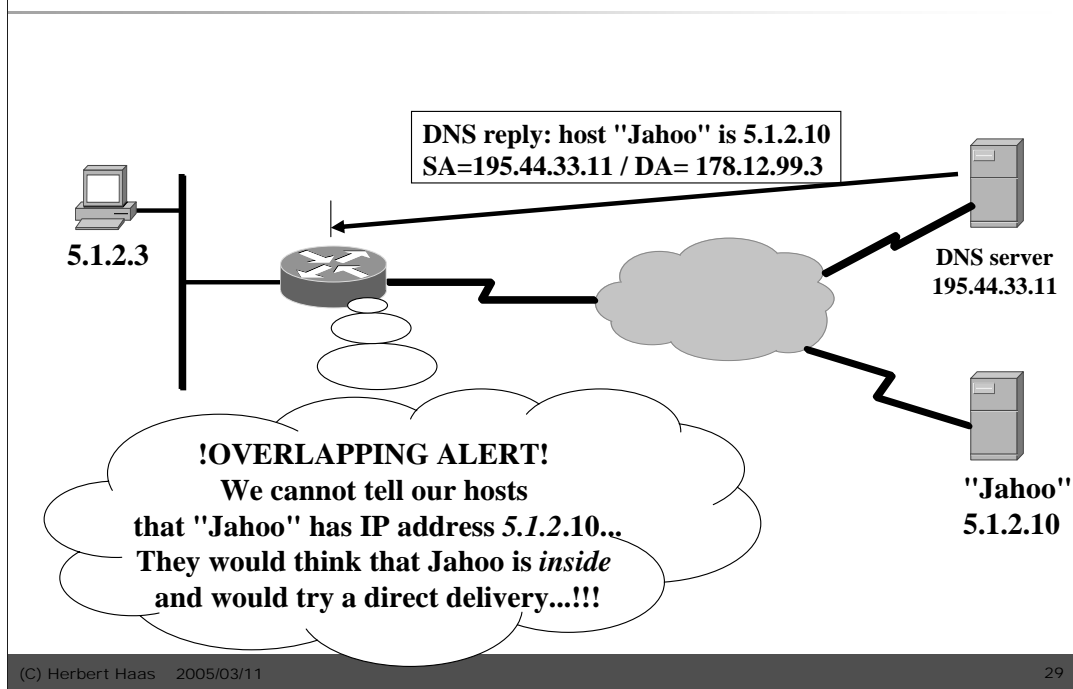 DNS reply: host "Jahoo" is 5.1.2.10
SA=195.44.33.11 / DA= 178.12.99.3
5.1.2.3
DNS server
195.44.33.11
!OVERLAPPING ALERT!
We cannot tell our hosts
that "Jahoo" has IP address 5.1.2.10...
They would think that Jahoo is inside
and would try a direct delivery...!!!
"Jahoo"
5.1.2.10
(C) Herbert Haas 2005/03/11
29